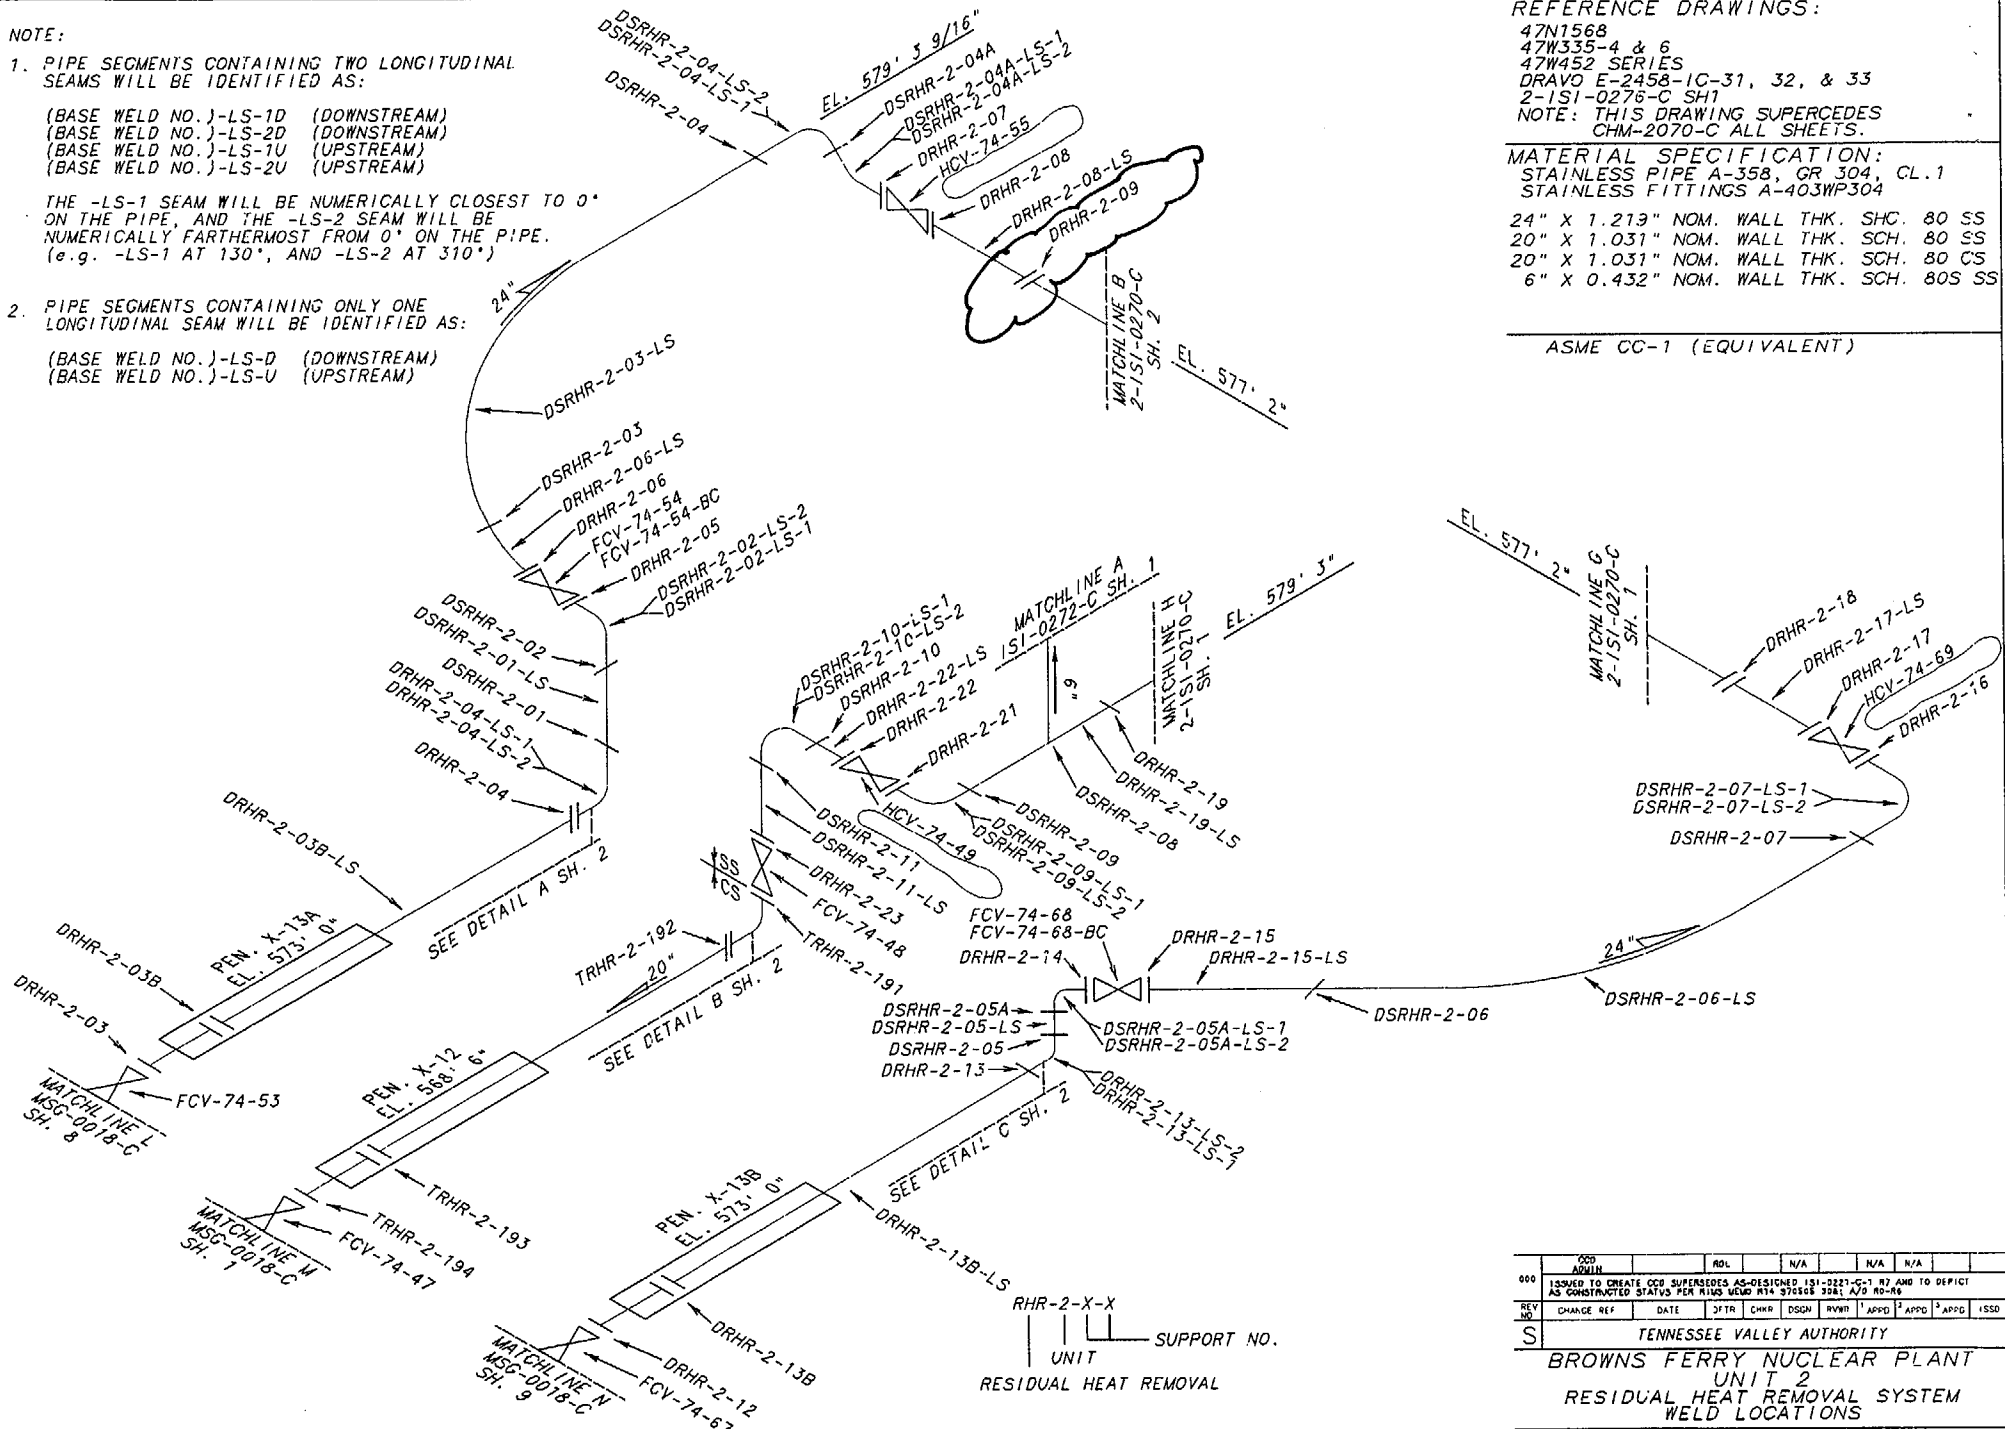 NOTE:
1. PIPE SEGMENTS CONTAINING TWO LONGITUDINAL
SEAMS WILL BE IDENTIFIED AS:
(BASE WELD NO.)-LS-1D (DOWNSTREAM)
(BASE WELD NO.)-LS-2D (DOWNSTREAM)
(BASE WELD NO.)-LS-1U (UPSTREAM)
(BASE WELD NO.)-LS-2U (UPSTREAM)
THE -LS-1 SEAM WILL BE NUMERICALLY CLOSEST TO 0°
ON THE PIPE, AND THE -LS-2 SEAM WILL BE
NUMERICALLY FARTHERMOST FROM 0° ON THE PIPE.
(e.g. -LS-1 AT 130°, AND -LS-2 AT 310°)
2. PIPE SEGMENTS CONTAINING ONLY ONE
LONGITUDINAL SEAM WILL BE IDENTIFIED AS:
(BASE WELD NO.)-LS-D (DOWNSTREAM)
(BASE WELD NO.)-LS-U (UPSTREAM)
REFERENCE DRAWINGS:
47N1568
47W335-4 & 6
47W452 SERIES
DRAVO E-2458-IC-31, 32, & 33
2-ISI-0276-C SH1
NOTE: THIS DRAWING SUPERCEDES
CHM-2070-C ALL SHEETS.
MATERIAL SPECIFICATION:
STAINLESS PIPE A-358, GR 304, CL.1
STAINLESS FITTINGS A-403WP304
24" X 1.219" NOM. WALL THK. SHC. 80 SS
20" X 1.031" NOM. WALL THK. SCH. 80 SS
20" X 1.031" NOM. WALL THK. SCH. 80 CS
6" X 0.432" NOM. WALL THK. SCH. 80S SS
ASME CC-1 (EQUIVALENT)
DSRHR-2-04-LS-2
DSRHR-2-04-LS-1
DSRHR-2-04
EL. 579' 3 9/16"
DSRHR-2-04A
DSRHR-2-04A-LS-1
DSRHR-2-04A-LS-2
DRHR-2-07
HCV-74-55
DRHR-2-08
DRHR-2-08-LS
DRHR-2-09
MATCHLINE B
2-ISI-0270-C
SH. 2
EL. 577' 2"
24"
DSRHR-2-03-LS
DSRHR-2-03
DRHR-2-06-LS
DRHR-2-06
FCV-74-54
FCV-74-54-BC
DRHR-2-05
DSRHR-2-02-LS-2
DSRHR-2-02-LS-1
DSRHR-2-02
DSRHR-2-01-LS
DSRHR-2-01
DRHR-2-04-LS-1
DRHR-2-04-LS-2
DRHR-2-04
DRHR-2-03B-LS
SEE DETAIL A SH. 2
PEN. X-13A
EL. 573' 0"
DRHR-2-03B
DRHR-2-03
FCV-74-53
MATCHLINE L
MSG-0018-C
SH. 8
DSRHR-2-10-LS-1
DSRHR-2-10-LS-2
DSRHR-2-10
DRHR-2-22-LS
DRHR-2-22
DRHR-2-21
MATCHLINE A
ISI-0272-C SH. 1
6"
MATCHLINE H
2-ISI-0270-C
SH. 1
EL. 579' 3"
DRHR-2-19
DRHR-2-19-LS
DSRHR-2-08
DSRHR-2-09
DSRHR-2-09-LS-1
DSRHR-2-09-LS-2
HCV-74-49
DSRHR-2-11
DSRHR-2-11-LS
DRHR-2-23
FCV-74-48
TRHR-2-191
SS
CS
TRHR-2-192
20"
SEE DETAIL B SH. 2
PEN. X-12
EL. 568' 6"
TRHR-2-193
TRHR-2-194
FCV-74-47
MATCHLINE M
MSG-0018-C
SH. 1
EL. 577' 2"
MATCHLINE G
2-ISI-0270-C
SH. 1
DRHR-2-18
DRHR-2-17-LS
DRHR-2-17
HCV-74-69
DRHR-2-16
DSRHR-2-07-LS-1
DSRHR-2-07-LS-2
DSRHR-2-07
24"
DSRHR-2-06-LS
DSRHR-2-06
FCV-74-68
FCV-74-68-BC
DRHR-2-14
DRHR-2-15
DRHR-2-15-LS
DSRHR-2-05A
DSRHR-2-05-LS
DSRHR-2-05
DRHR-2-13
DSRHR-2-05A-LS-1
DSRHR-2-05A-LS-2
DRHR-2-13-LS-2
DRHR-2-13-LS-1
SEE DETAIL C SH. 2
PEN. X-13B
EL. 573' 0"
DRHR-2-13B-LS
DRHR-2-13B
DRHR-2-12
FCV-74-67
MATCHLINE N
MSG-0018-C
SH. 9
RHR-2-X-X
SUPPORT NO.
UNIT
RESIDUAL HEAT REMOVAL
CCD ADMIN RDL N/A N/A N/A
000 ISSUED TO CREATE CCD SUPERSEDES AS-DESIGNED ISI-0221-C-1 R7 AND TO DEPICT
AS CONSTRUCTED STATUS PER RIMS MEMO R14
REV NO CHANGE REF DATE DFTR CHKR DSGN RVWD 1 APPD 2 APPD 3 APPD ISSD
S TENNESSEE VALLEY AUTHORITY
BROWNS FERRY NUCLEAR PLANT
UNIT 2
RESIDUAL HEAT REMOVAL SYSTEM
WELD LOCATIONS